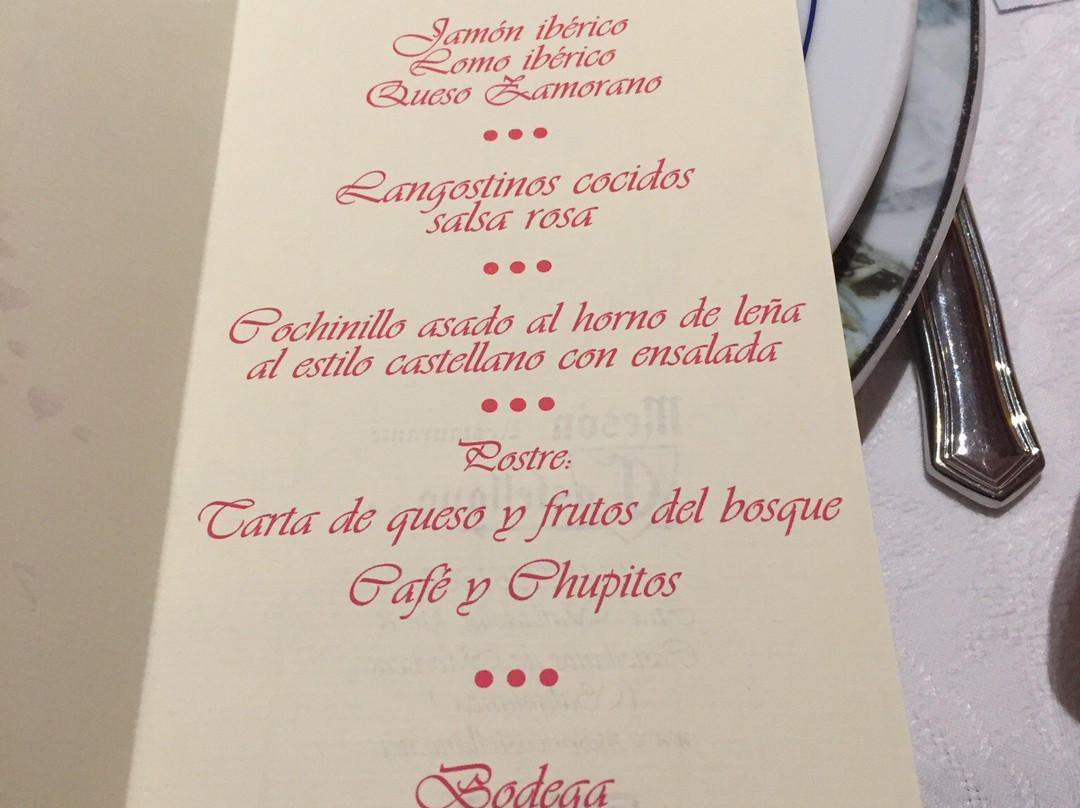 Jamón ibérico
Lomo ibérico
Queso Zamorano
Langostinos cocidos
salsa rosa
Cochinillo asado al horno de leña
al estilo castellano con ensalada
Postre:
Tarta de queso y frutos del bosque
Café y Chupitos
Bodega